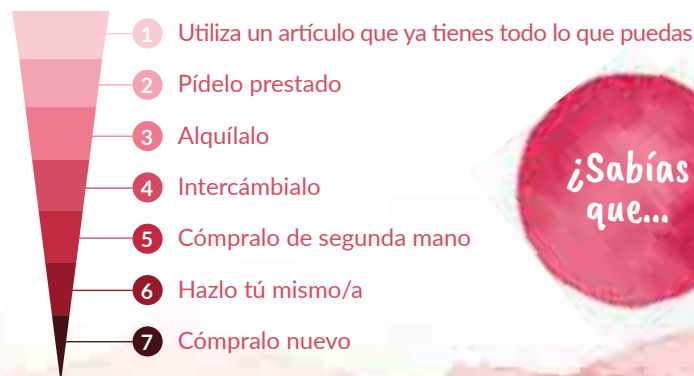 1 Utiliza un artículo que ya tienes todo lo que puedas
2 Pídelo prestado
3 Alquílalo
4 Intercámbialo
5 Cómpralo de segunda mano
6 Hazlo tú mismo/a
7 Cómpralo nuevo
¿Sabías
que...